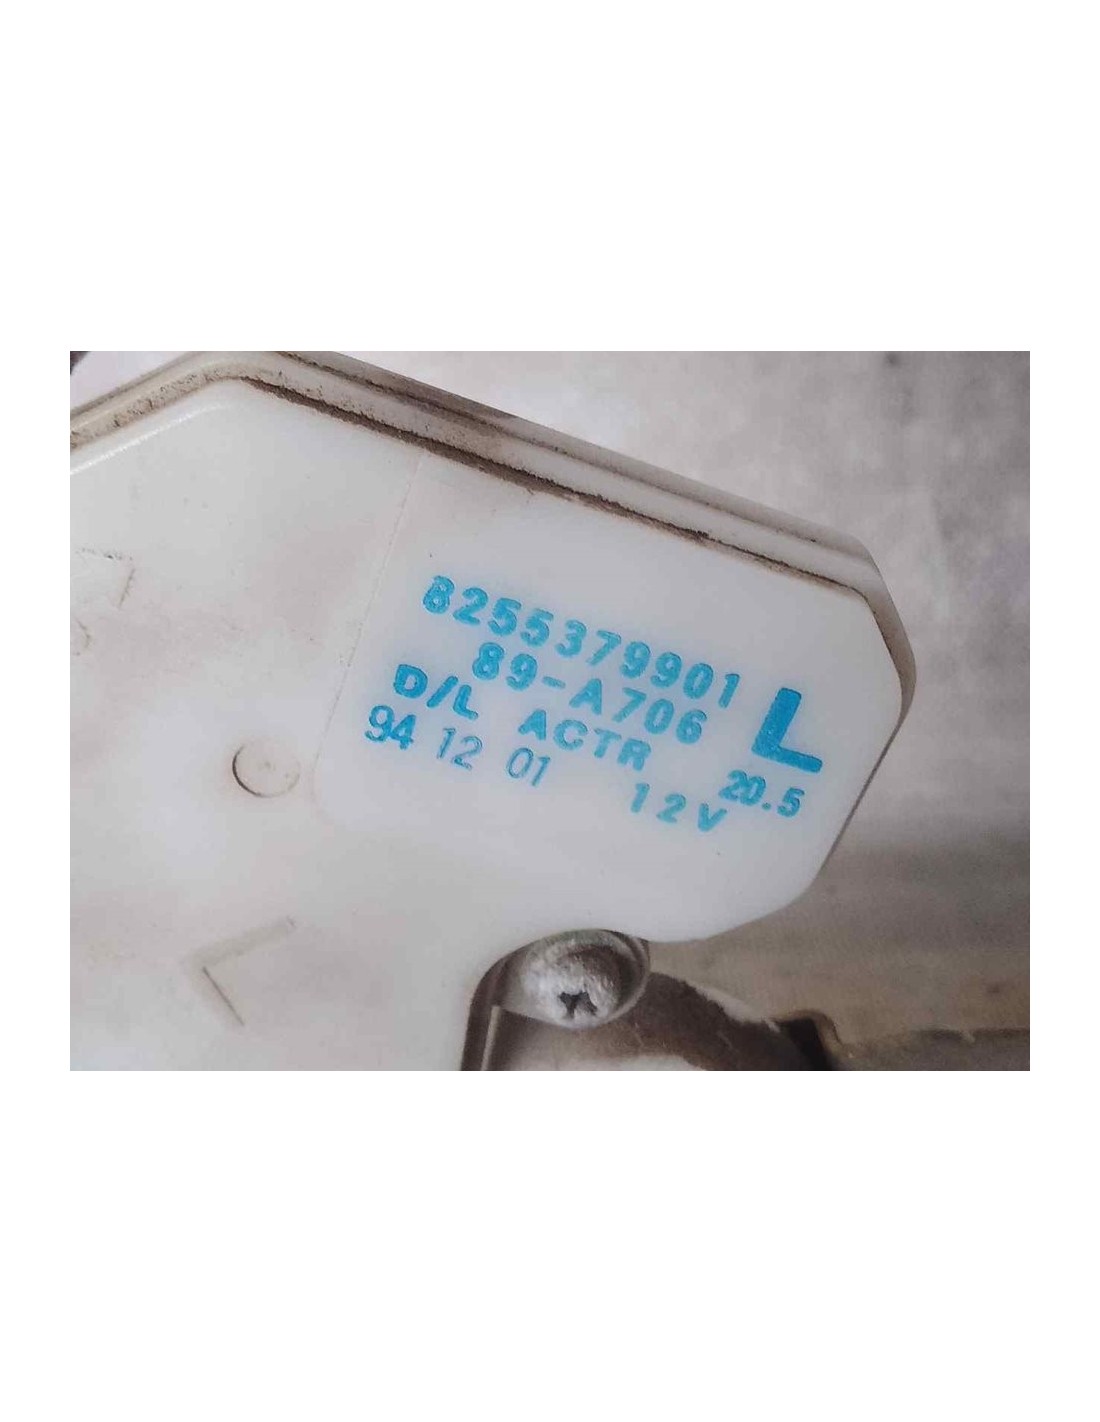 8255379901
89-A706 L
D/L ACTR 20.5
94 12 01 12V